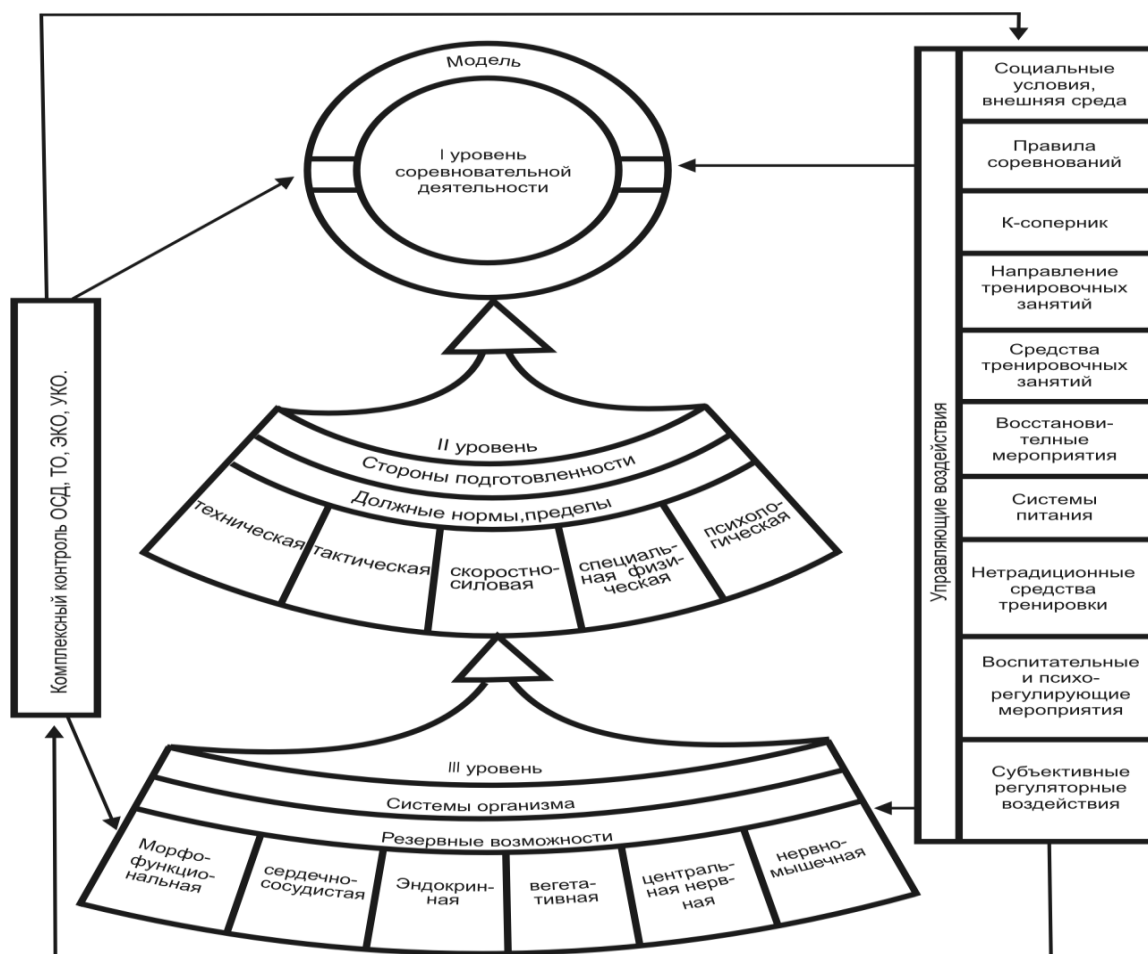 Модель
I уровень
соревновательной
деятельности
II уровень
Стороны подготовленности
Должные нормы,пределы
техническая
тактическая
скоростно-
силовая
специаль-
ная физи-
ческая
психоло-
гическая
III уровень
Системы организма
Резервные возможности
Морфо-
функцио-
нальная
сердечно-
сосудистая
Эндокрин-
ная
вегета-
тивная
централь-
ная нерв-
ная
нервно-
мышечная
Комплексный контроль ОСД, ТО, ЭКО, УКО.
Управляющие воздействия
Социальные
условия,
внешняя среда
Правила
соревнований
К-соперник
Направление
тренировочных
занятий
Средства
тренировочных
занятий
Восстанови-
телные
мероприятия
Системы
питания
Нетрадиционные
средства
тренировки
Воспитательные
и психо-
регулирующие
мероприятия
Субъективные
регуляторные
воздействия